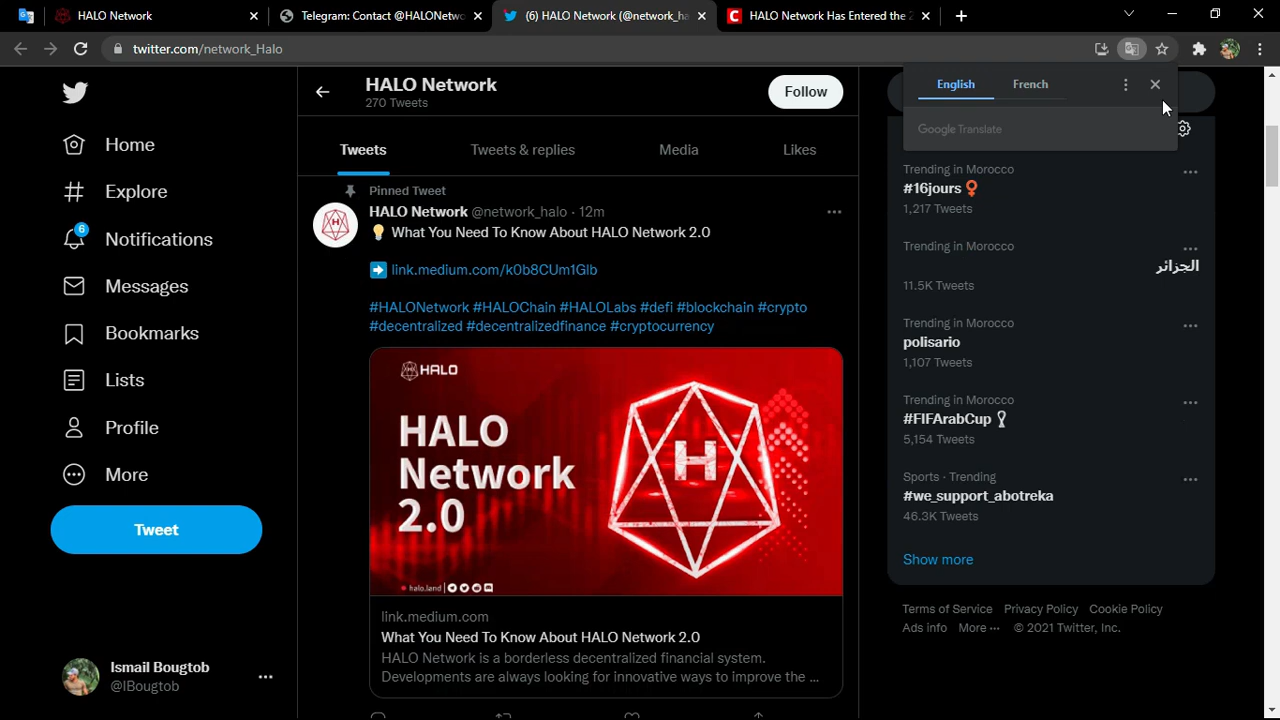 HALO Network
Telegram: Contact @HALONetwo
(6) HALO Network (@network_ha
HALO Network Has Entered the 2
twitter.com/network_Halo
English
French
Google Translate
HALO Network
270 Tweets
Follow
Home
Explore
6
Notifications
Messages
Bookmarks
Lists
Profile
More
Tweet
Ismail Bougtob
@IBougtob
Tweets
Tweets & replies
Media
Likes
Pinned Tweet
HALO Network @network_halo · 12m
What You Need To Know About HALO Network 2.0
link.medium.com/k0b8CUm1Glb
#HALONetwork #HALOChain #HALOLabs #defi #blockchain #crypto
#decentralized #decentralizedfinance #cryptocurrency
HALO
HALO
Network
2.0
H
halo.land
link.medium.com
What You Need To Know About HALO Network 2.0
HALO Network is a borderless decentralized financial system.
Developments are always looking for innovative ways to improve the ...
Trending in Morocco
#16jours
1,217 Tweets
Trending in Morocco
الجزائر
11.5K Tweets
Trending in Morocco
polisario
1,107 Tweets
Trending in Morocco
#FIFArabCup
5,154 Tweets
Sports · Trending
#we_support_abotreka
46.3K Tweets
Show more
Terms of Service Privacy Policy Cookie Policy
Ads info More ··· © 2021 Twitter, Inc.